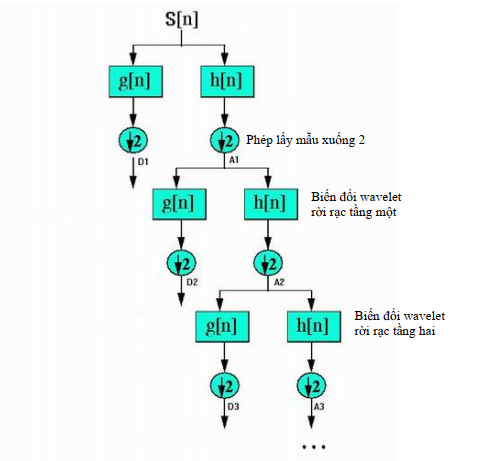 S[n]
g[n] h[n]
↓2 ↓2 Phép lấy mẫu xuống 2
D1 A1
g[n] h[n] Biến đổi wavelet
rời rạc tầng một
↓2 ↓2
D2 A2
g[n] h[n] Biến đổi wavelet
rời rạc tầng hai
↓2 ↓2
D3 A3
...